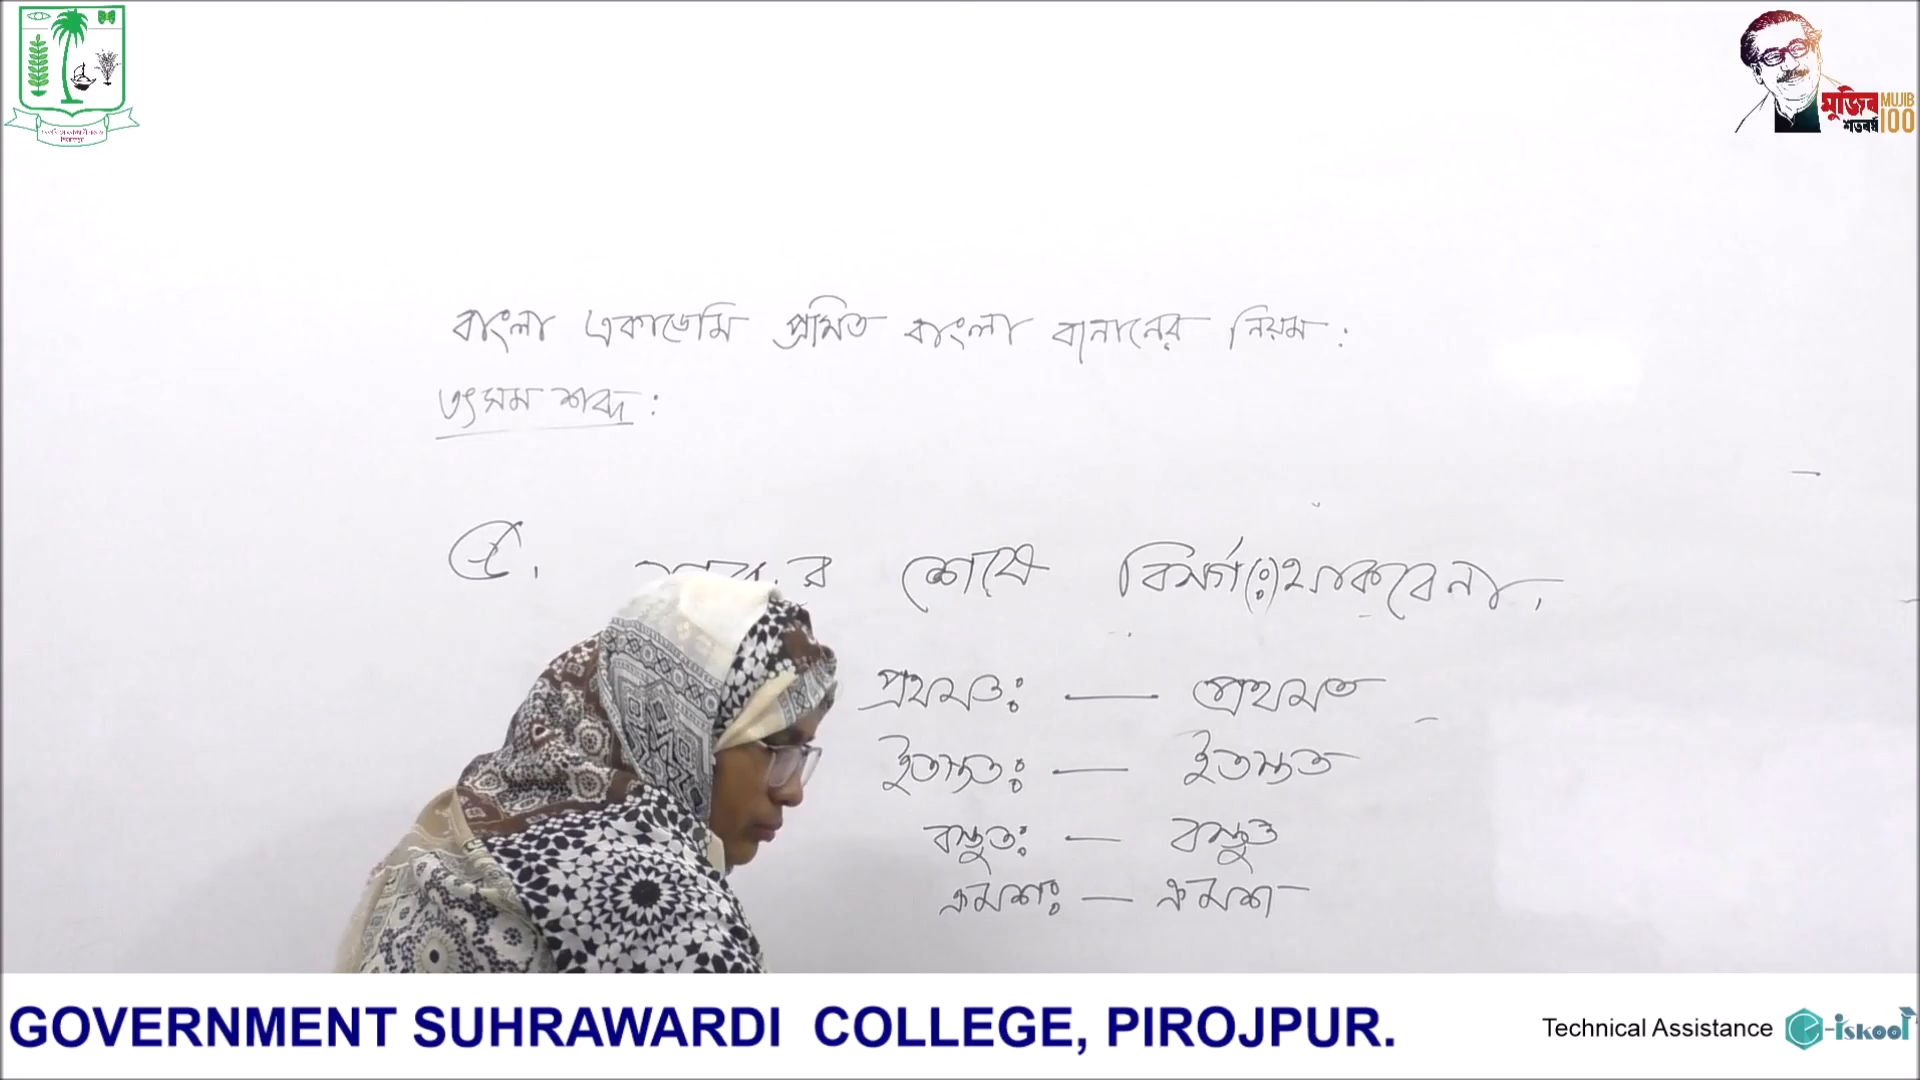 মুজিব MUJIB
শতবর্ষ 100
বাংলা একাডেমি প্রমিত বাংলা বানানের নিয়ম :
তৎসম শব্দ :
৫. শেষে বিসর্গ(ঃ)থাকবেনা।
প্রথমতঃ — প্রথমত
ইতস্ততঃ — ইতস্তত
বস্তুতঃ — বস্তুত
ক্রমশঃ — ক্রমশ
GOVERNMENT SUHRAWARDI COLLEGE, PIROJPUR.
Technical Assistance e-iskool